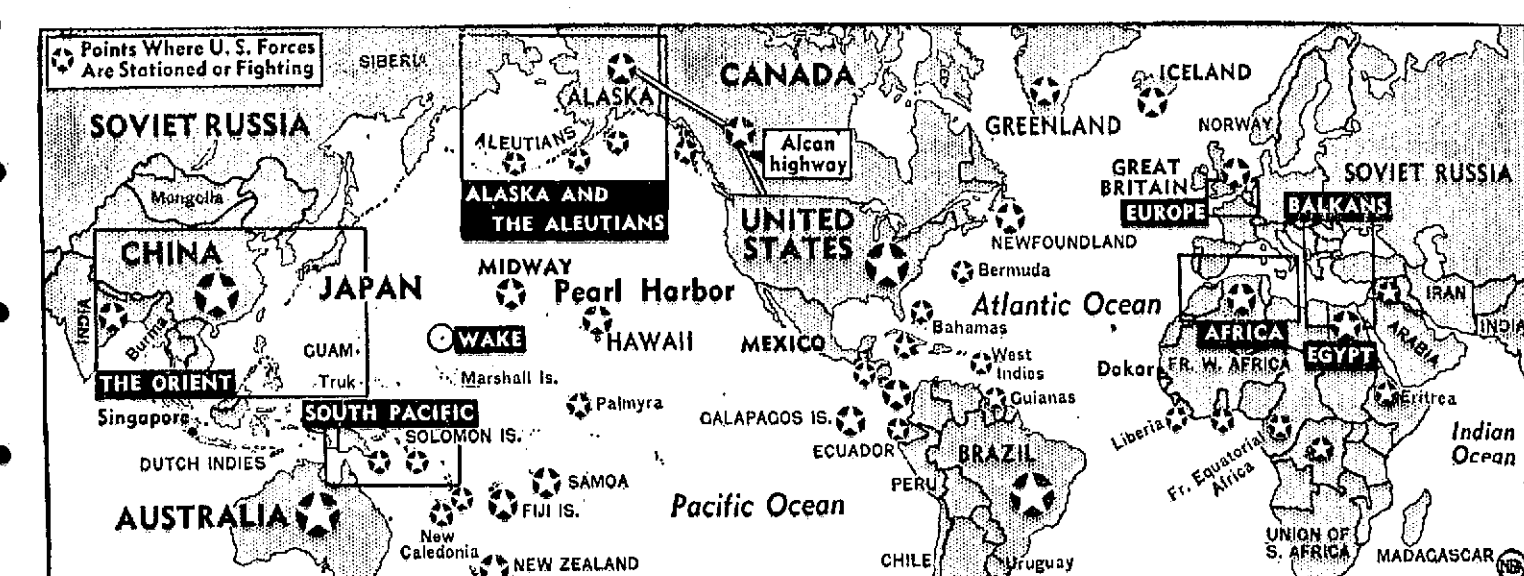 Points Where U. S. Forces
Are Stationed or Fighting
SIBERIA
SOVIET RUSSIA
Mongolia
CHINA
JAPAN
INDIA
Burma
GUAM
Truk
THE ORIENT
Singapore
DUTCH INDIES
SOUTH PACIFIC
SOLOMON IS.
AUSTRALIA
New
Caledonia
NEW ZEALAND
FIJI IS.
SAMOA
ALASKA
ALEUTIANS
ALASKA AND
THE ALEUTIANS
MIDWAY
Pearl Harbor
HAWAII
WAKE
Marshall Is.
Palmyra
Pacific Ocean
CANADA
Alcan
highway
UNITED
STATES
MEXICO
GALAPAGOS IS.
ECUADOR
PERU
BRAZIL
CHILE
Uruguay
Guianas
West
Indies
Bahamas
Bermuda
NEWFOUNDLAND
Atlantic Ocean
GREENLAND
ICELAND
NORWAY
GREAT
BRITAIN
EUROPE
BALKANS
SOVIET RUSSIA
IRAN
INDIA
ARABIA
AFRICA
EGYPT
Dakar
FR. W. AFRICA
Eritrea
Liberia
Fr. Equatorial
Africa
Indian
Ocean
UNION OF
S. AFRICA
MADAGASCAR